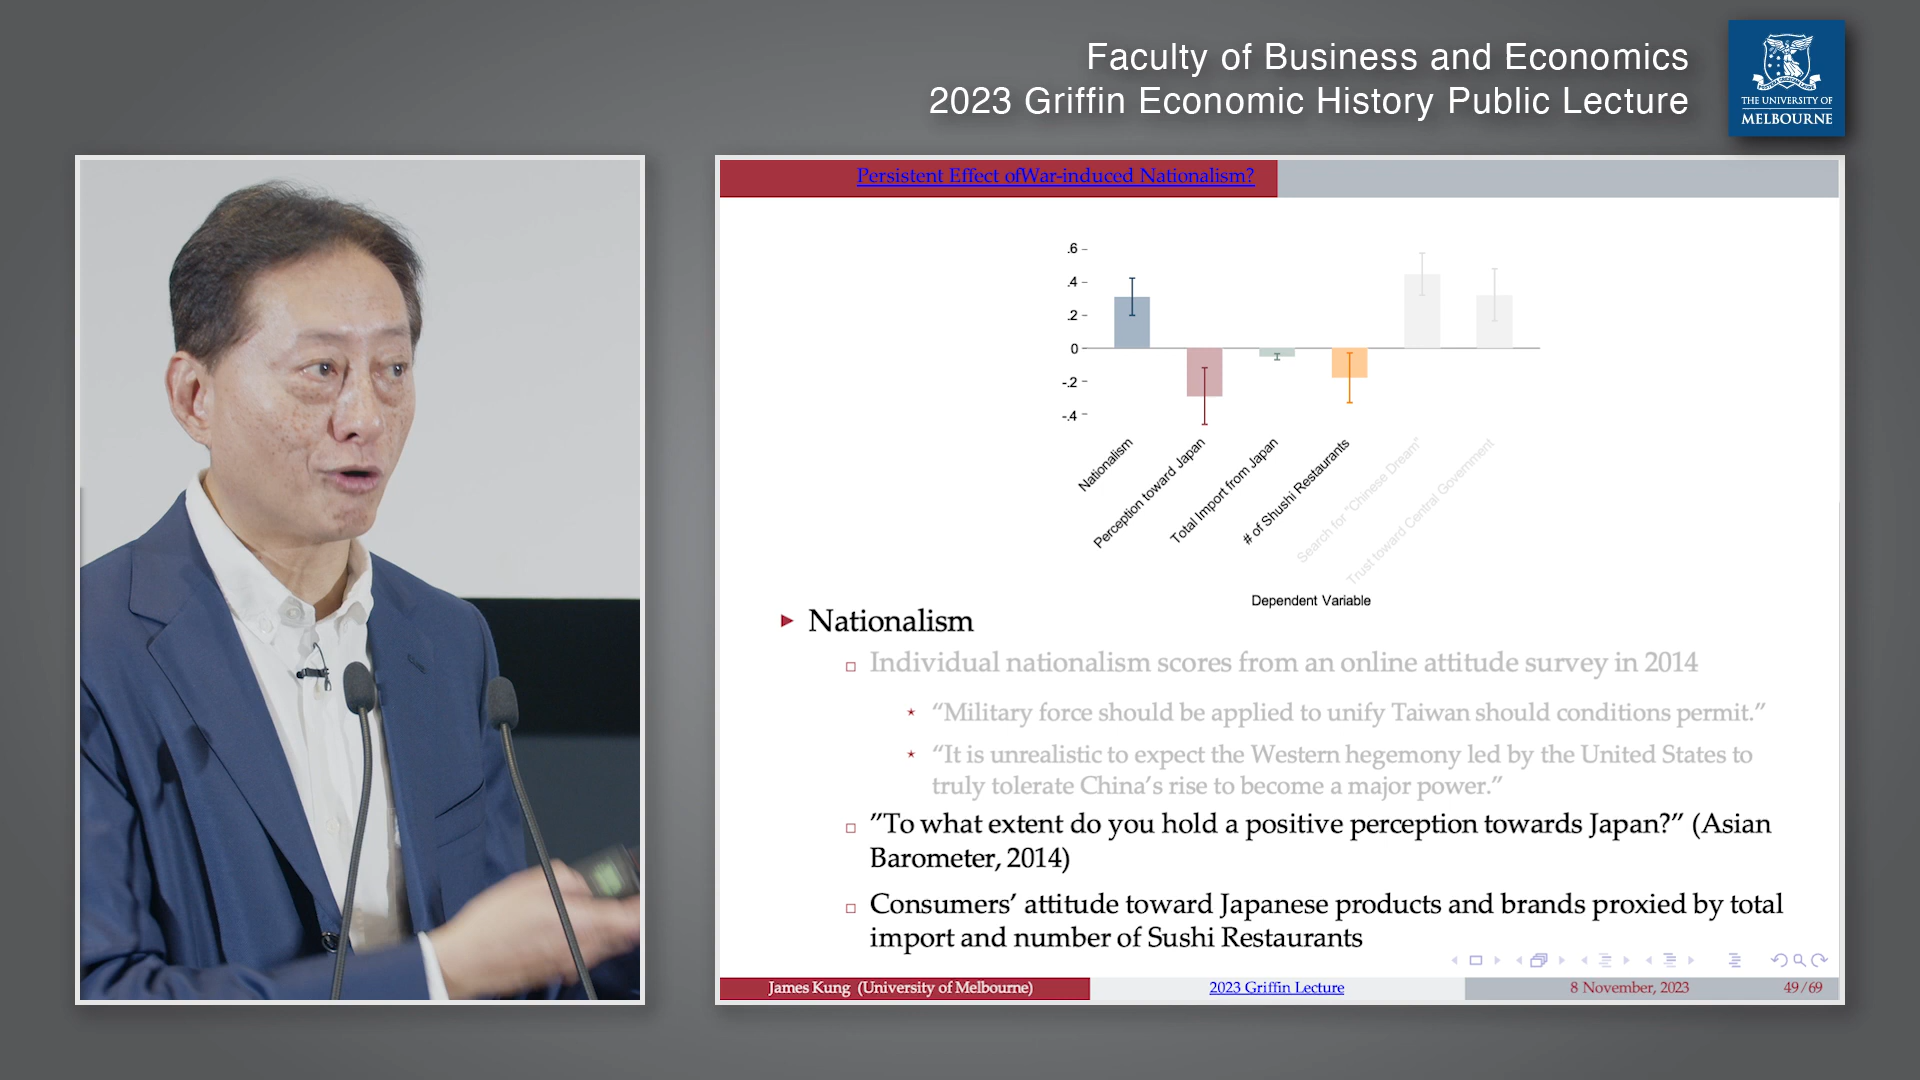 Faculty of Business and Economics
2023 Griffin Economic History Public Lecture
THE UNIVERSITY OF
MELBOURNE
Persistent Effect ofWar-induced Nationalism?
.6
.4
.2
0
-.2
-.4
Nationalism
Perception toward Japan
Total Import from Japan
# of Shushi Restaurants
Search for "Chinese Dream"
Trust toward Central Government
Dependent Variable
Nationalism
Individual nationalism scores from an online attitude survey in 2014
“Military force should be applied to unify Taiwan should conditions permit.”
“It is unrealistic to expect the Western hegemony led by the United States to
truly tolerate China’s rise to become a major power.”
”To what extent do you hold a positive perception towards Japan?” (Asian
Barometer, 2014)
Consumers’ attitude toward Japanese products and brands proxied by total
import and number of Sushi Restaurants
James Kung (University of Melbourne)
2023 Griffin Lecture
8 November, 2023
49/69